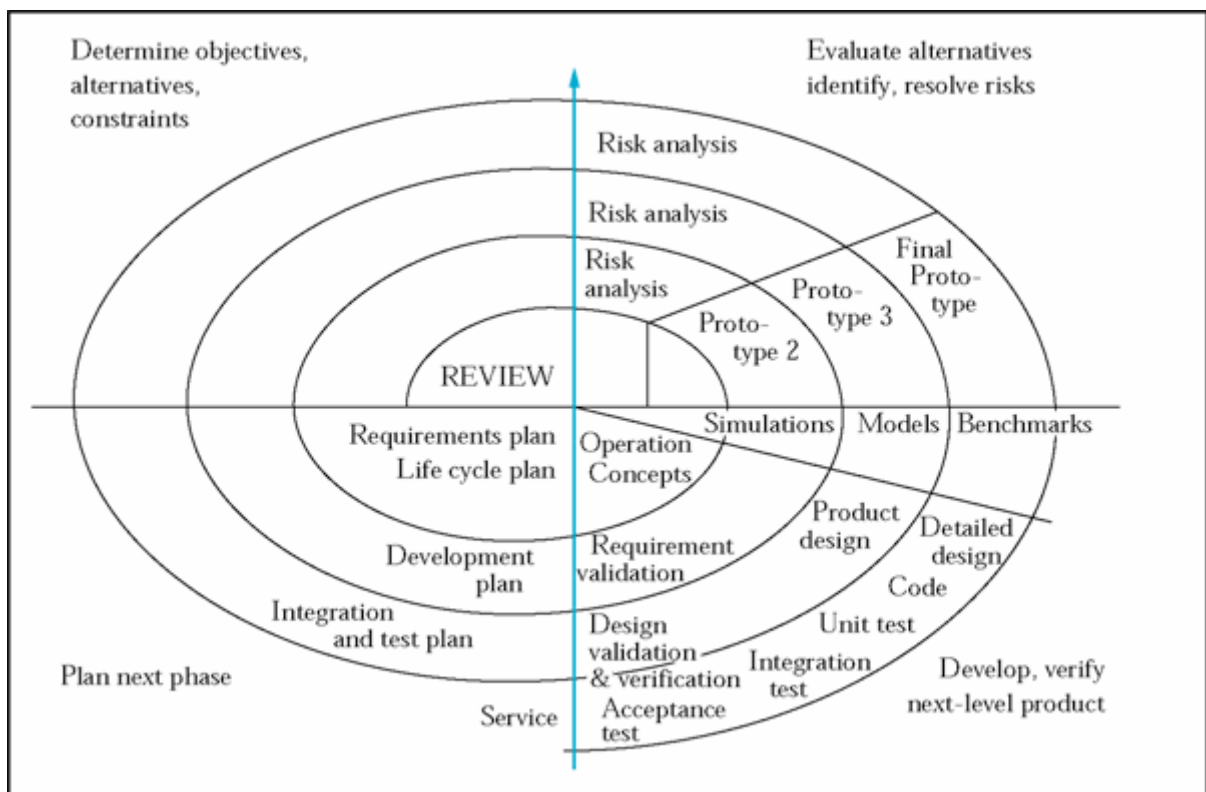 Determine objectives,
alternatives,
constraints
Evaluate alternatives
identify, resolve risks
Risk analysis
Risk analysis
Risk
analysis
Final
Proto-
type
Proto-
type 3
Proto-
type 2
REVIEW
Requirements plan
Life cycle plan
Operation
Concepts
Simulations
Models
Benchmarks
Development
plan
Requirement
validation
Product
design
Detailed
design
Code
Integration
and test plan
Design
validation
& verification
Unit test
Integration
test
Acceptance
test
Service
Plan next phase
Develop, verify
next-level product